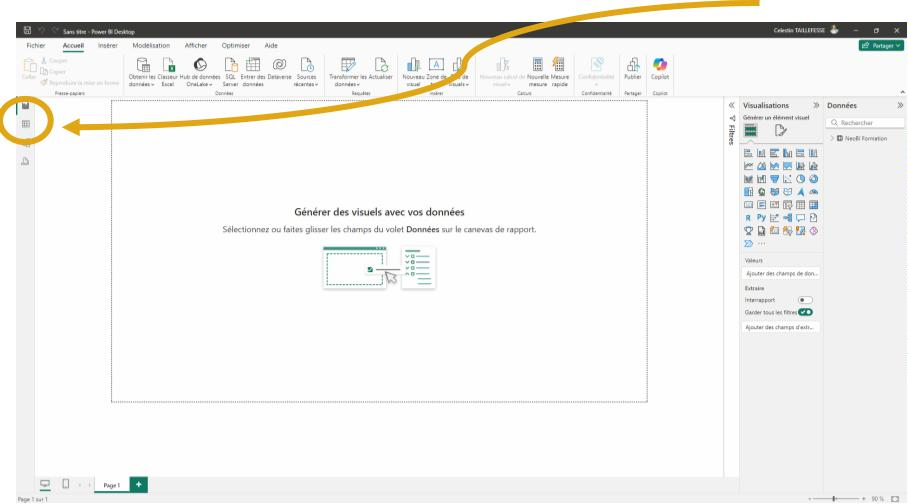 Sans titre - Power BI Desktop
Celestin TAILLEFESSE
Fichier Accueil Insérer Modélisation Afficher Optimiser Aide
Partager
Coller
Couper
Copier
Reproduire la mise en forme
Presse-papiers
Obtenir les données
Classeur Excel
Hub de données OneLake
SQL Server
Entrer des données
Dataverse
Sources récentes
Données
Transformer les données
Actualiser
Requêtes
Nouveau visuel
Zone de
visuels
Insérer
Nouveau calcul de visuel
Nouvelle mesure
Mesure rapide
Calculs
Confidentialité
Confidentialité
Publier
Partager
Copilot
Copilot
Filtres
Visualisations
Générer un élément visuel
Données
Rechercher
NeoBI Formation
Générer des visuels avec vos données
Sélectionnez ou faites glisser les champs du volet Données sur le canevas de rapport.
R Py
Valeurs
Ajouter des champs de don...
Extraire
Interrapport
Garder tous les filtres
Ajouter des champs d'extr...
Page 1
Page 1 sur 1
90 %